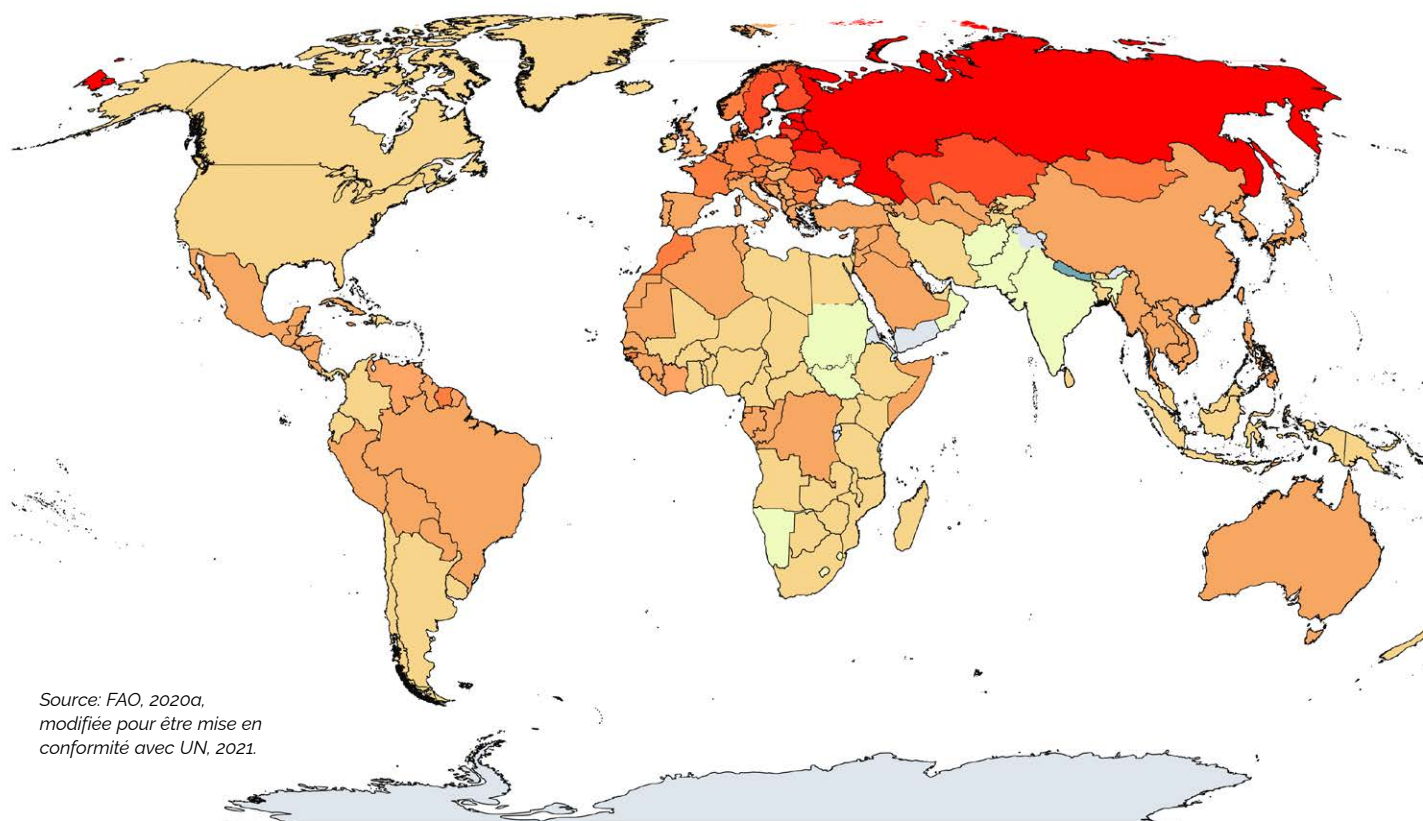 Source: FAO, 2020a,
modifiée pour être mise en
conformité avec UN, 2021.